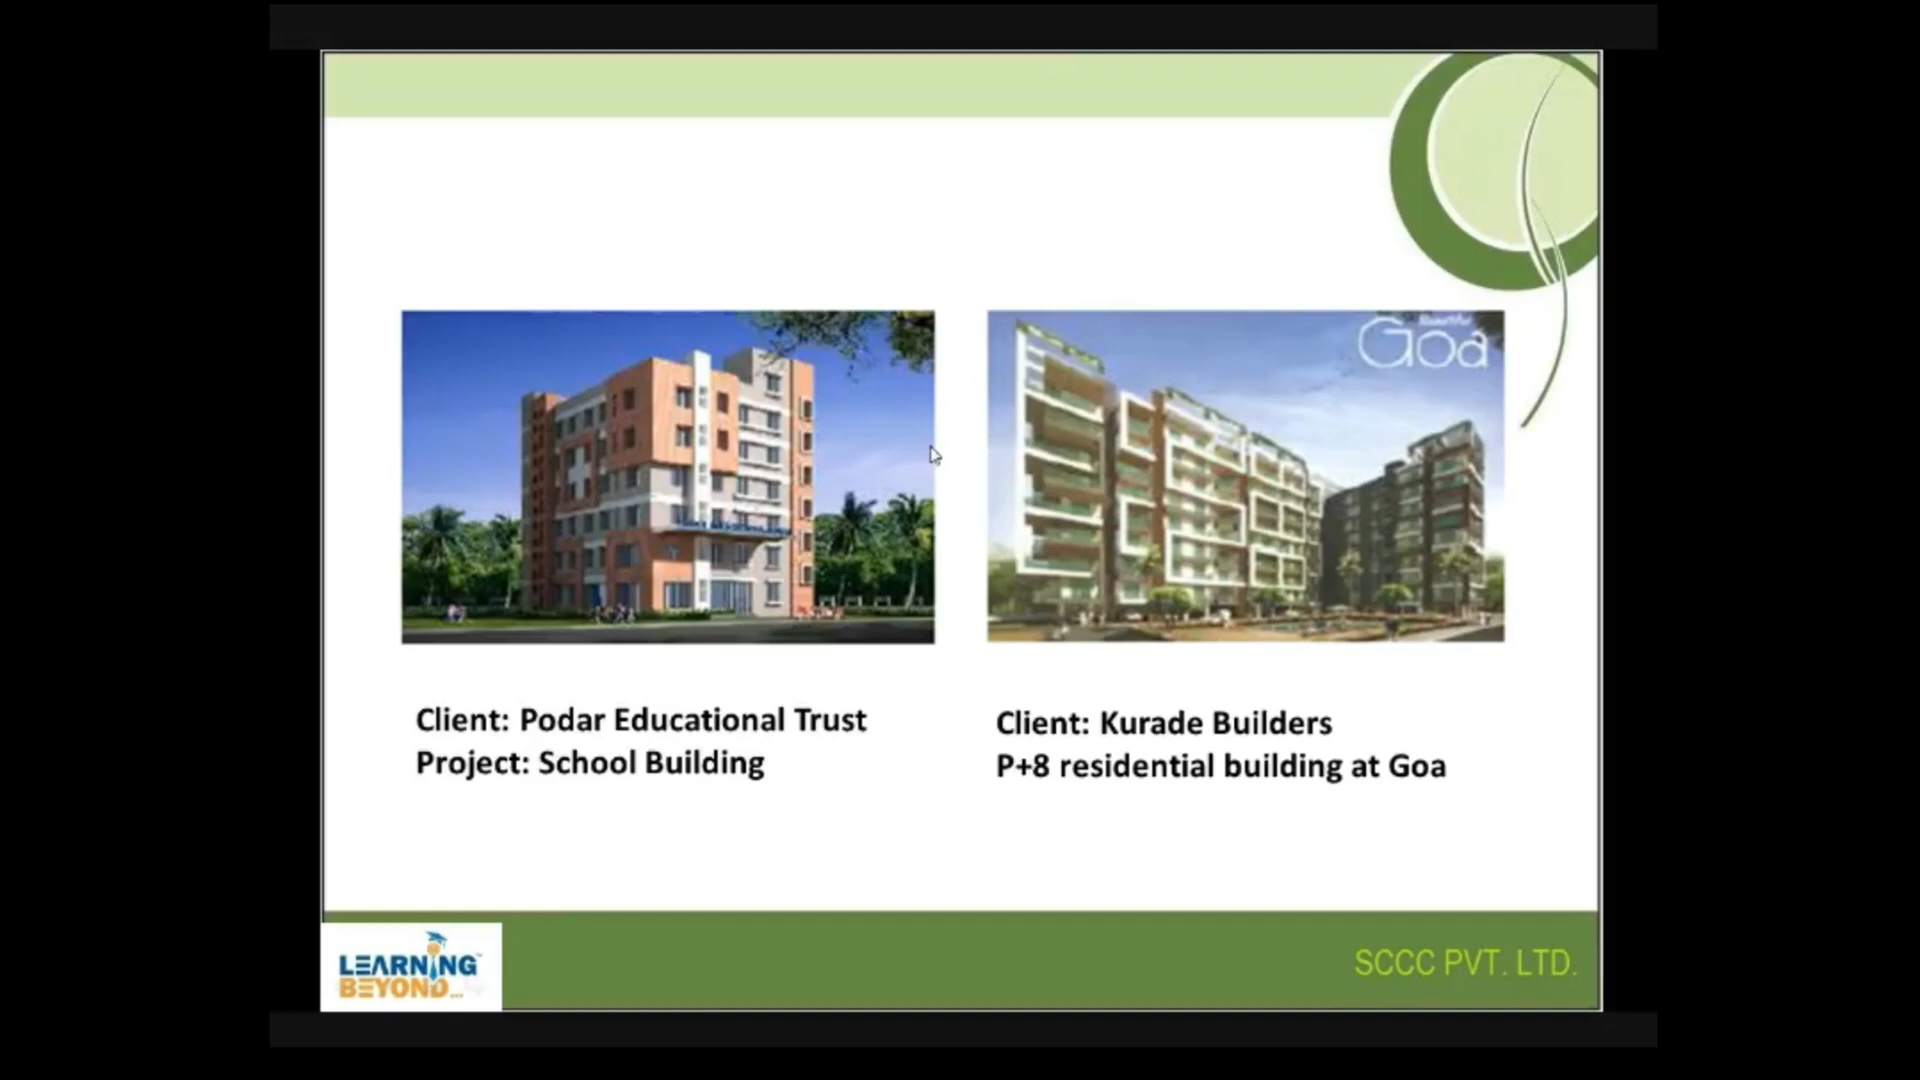 Goa
Client: Podar Educational Trust
Project: School Building
Client: Kurade Builders
P+8 residential building at Goa
LEARNING
BEYOND...
SCCC PVT. LTD.